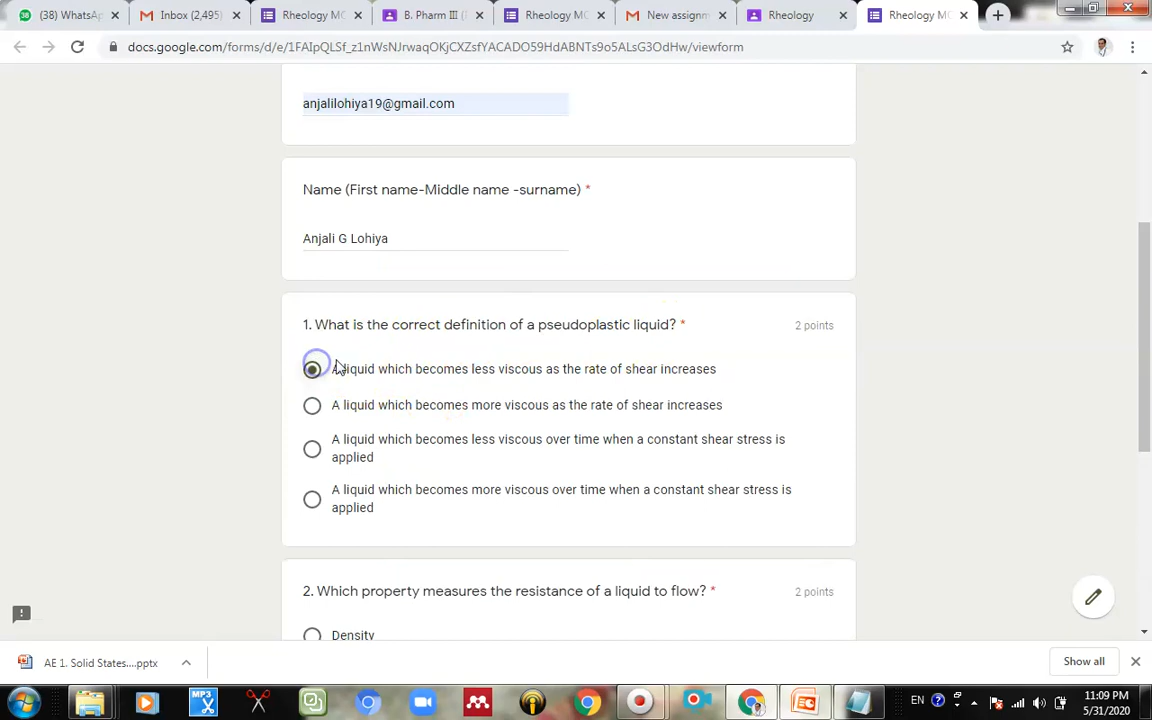 (38) WhatsA
Inbox (2,495)
Rheology MC
B. Pharm III (
Rheology MC
New assignm
Rheology
Rheology MC
docs.google.com/forms/d/e/1FAIpQLSf_z1nWsNJrwaqOKjCXZsfYACADO59HdABNTs9o5ALsG3OdHw/viewform
anjalilohiya19@gmail.com
Name (First name-Middle name -surname) *
Anjali G Lohiya
1. What is the correct definition of a pseudoplastic liquid? *
2 points
A liquid which becomes less viscous as the rate of shear increases
A liquid which becomes more viscous as the rate of shear increases
A liquid which becomes less viscous over time when a constant shear stress is
applied
A liquid which becomes more viscous over time when a constant shear stress is
applied
2. Which property measures the resistance of a liquid to flow? *
2 points
Density
AE 1. Solid States....pptx
Show all
MP3
EN
11:09 PM
5/31/2020